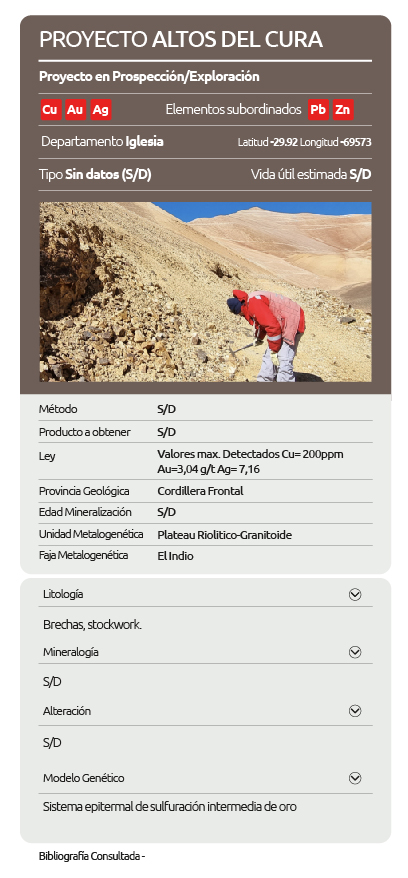 PROYECTO ALTOS DEL CURA
Proyecto en Prospección/Exploración
Cu Au Ag Elementos subordinados Pb Zn
Departamento Iglesia Latitud -29.92 Longitud -69573
Tipo Sin datos (S/D) Vida útil estimada S/D
Método S/D
Producto a obtener S/D
Ley Valores max. Detectados Cu= 200ppm
Au=3,04 g/t Ag= 7,16
Provincia Geológica Cordillera Frontal
Edad Mineralización S/D
Unidad Metalogenética Plateau Riolitico-Granitoide
Faja Metalogenética El Indio
Litología
Brechas, stockwork.
Mineralogía
S/D
Alteración
S/D
Modelo Genético
Sistema epitermal de sulfuración intermedia de oro
Bibliografía Consultada -